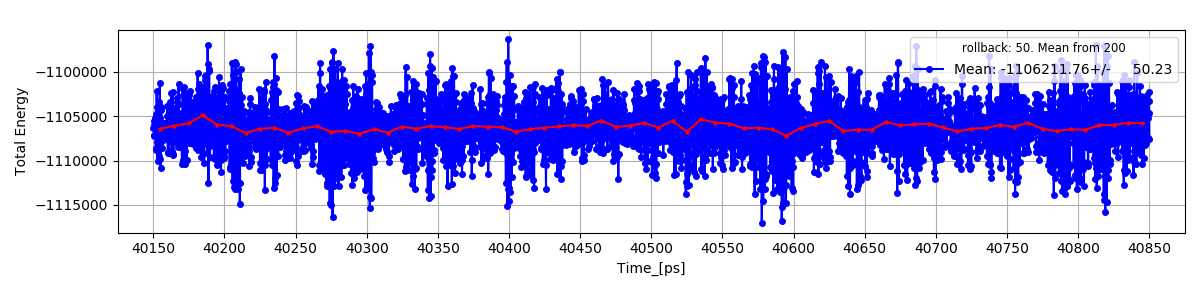 rollback: 50. Mean from 200
Mean: -1106211.76+/- 50.23
Total Energy
−1100000
−1105000
−1110000
−1115000
40150 40200 40250 40300 40350 40400 40450 40500 40550 40600 40650 40700 40750 40800 40850
Time_[ps]